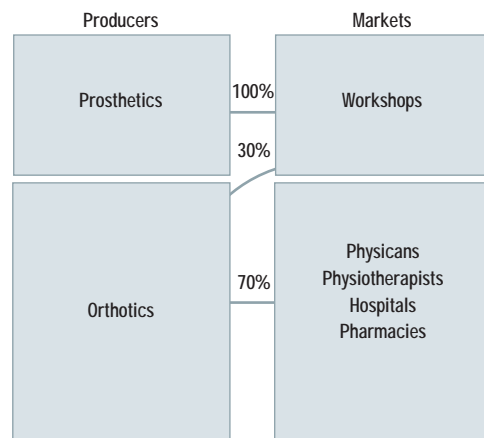 Producers
Markets
Prosthetics
100%
Workshops
30%
Orthotics
70%
Physicans
Physiotherapists
Hospitals
Pharmacies